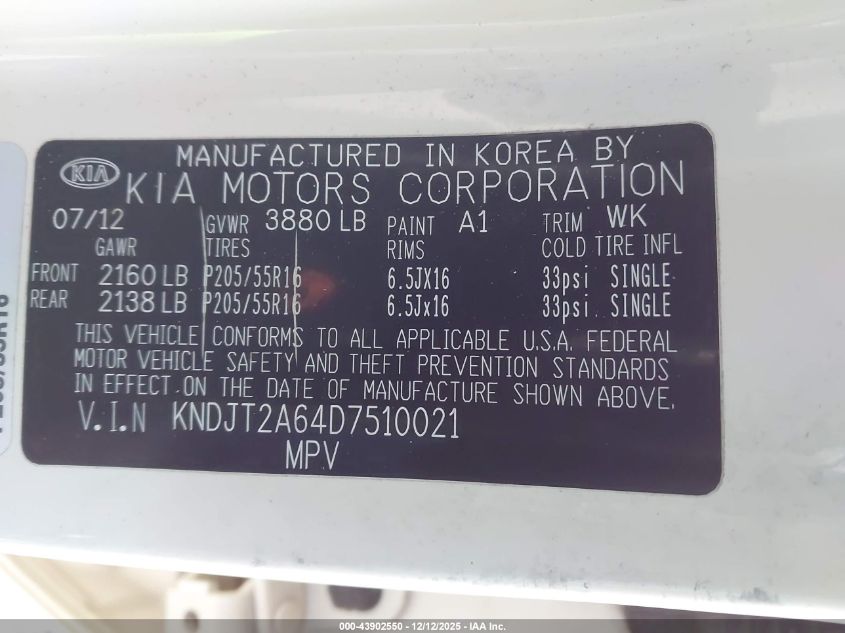 MANUFACTURED IN KOREA BY
KIA KIA MOTORS CORPORATION
07/12 GVWR 3880 LB PAINT A1 TRIM WK
GAWR TIRES RIMS COLD TIRE INFL
FRONT 2160 LB P205/55R16 6.5JX16 33psi SINGLE
REAR 2138 LB P205/55R16 6.5Jx16 33psi SINGLE
THIS VEHICLE CONFORMS TO ALL APPLICABLE U.S.A. FEDERAL
MOTOR VEHICLE SAFETY AND THEFT PREVENTION STANDARDS
IN EFFECT ON THE DATE OF MANUFACTURE SHOWN ABOVE.
V.I.N KNDJT2A64D7510021
MPV
000-43902550 - 12/12/2025 - IAA Inc.